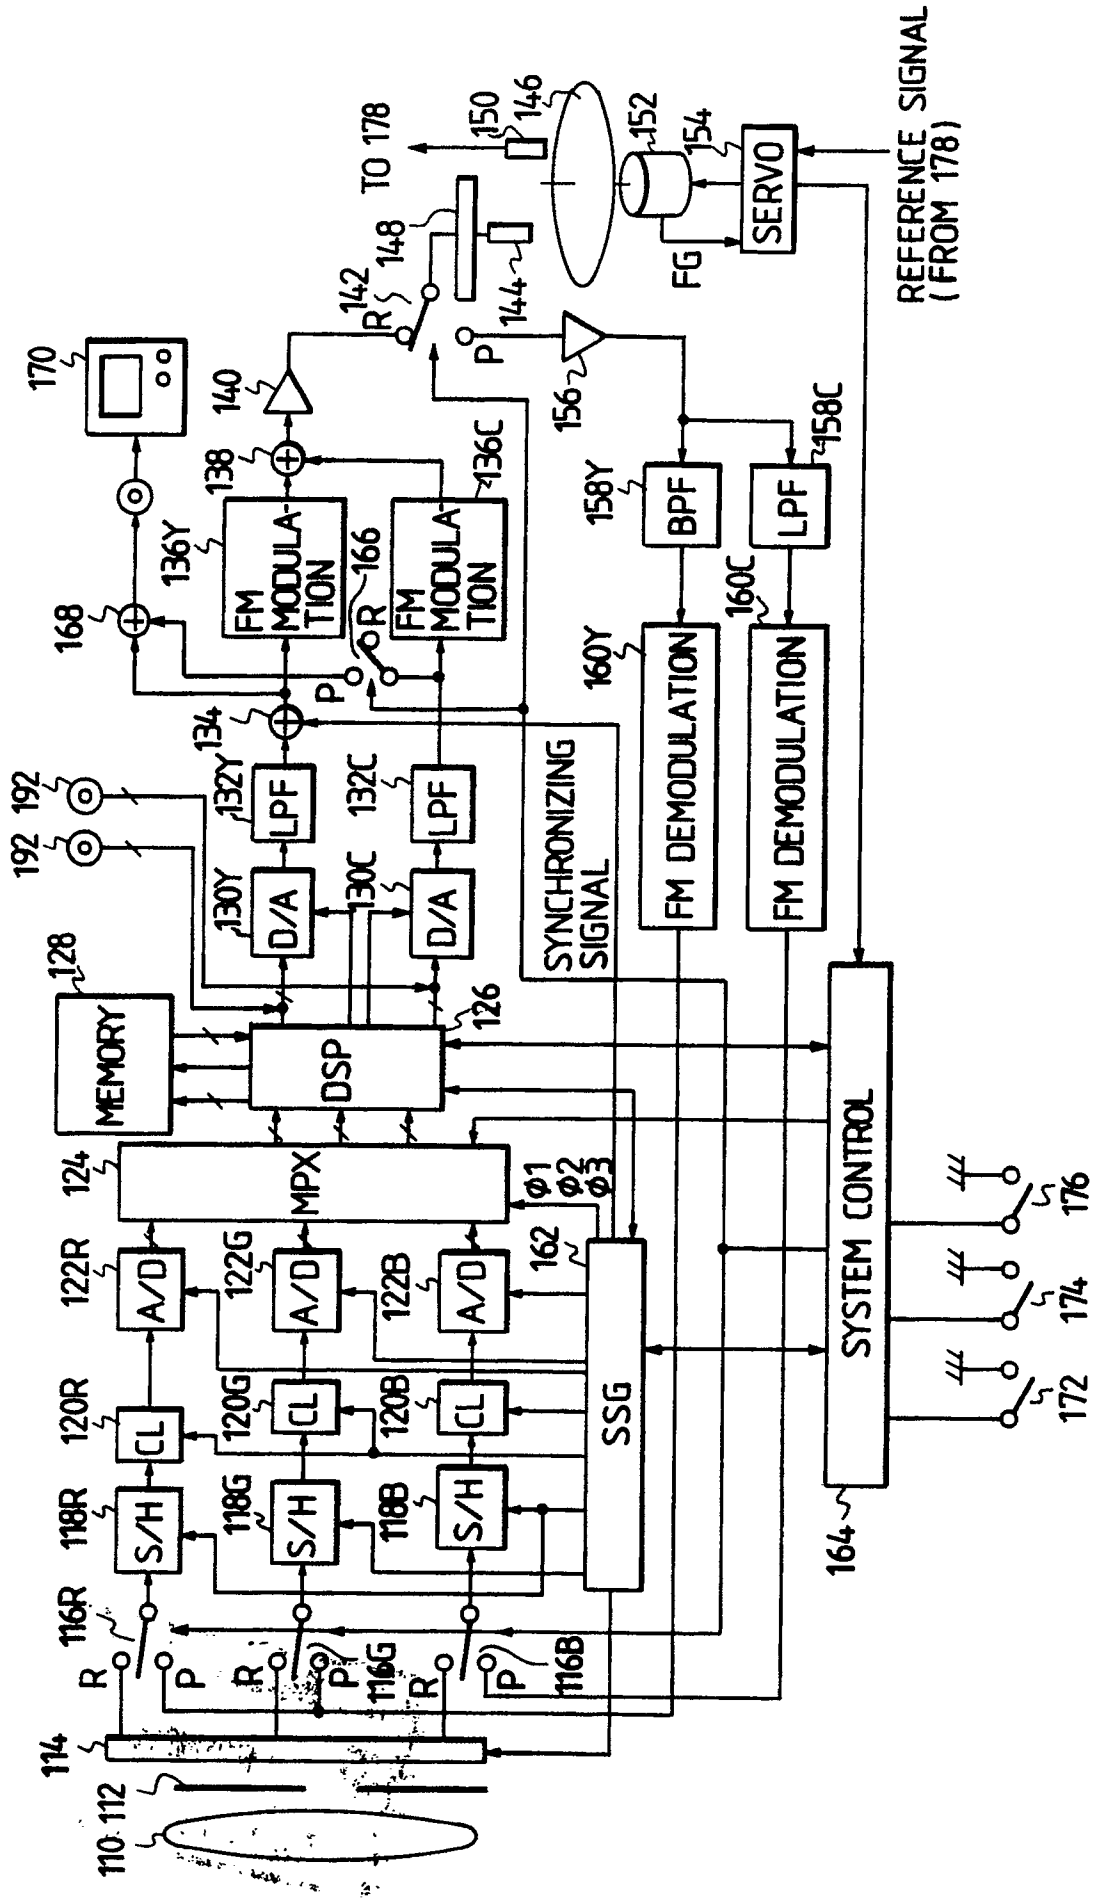 110
112
114
116R
R
P
116G
R
P
116B
R
P
118R
S/H
118G
S/H
118B
S/H
120R
CL
120G
CL
120B
CL
122R
A/D
122G
A/D
122B
A/D
124
MPX
Φ1
Φ2
Φ3
162
SSG
128
MEMORY
DSP
126
192
192
130Y
D/A
130C
D/A
132Y
LPF
132C
LPF
134
SYNCHRONIZING
SIGNAL
P
R
166
168
136Y
FM
MODULA-
TION
136C
FM
MODULA-
TION
138
140
170
142
R
P
148
144
TO 178
150
146
152
FG
154
SERVO
REFERENCE SIGNAL
(FROM 178)
156
158Y
BPF
158C
LPF
160Y
FM DEMODULATION
160C
FM DEMODULATION
164
SYSTEM CONTROL
172
174
176